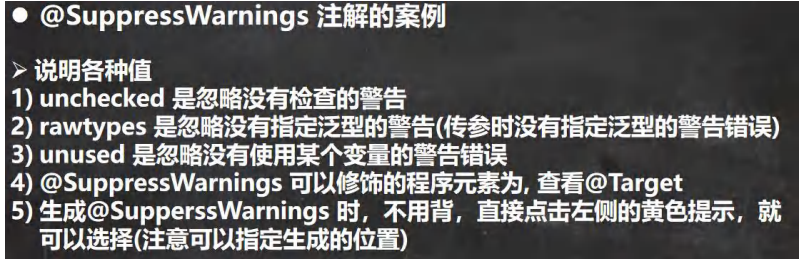 ● @SuppressWarnings 注解的案例
➢ 说明各种值
1) unchecked 是忽略没有检查的警告
2) rawtypes 是忽略没有指定泛型的警告(传参时没有指定泛型的警告错误)
3) unused 是忽略没有使用某个变量的警告错误
4) @SuppressWarnings 可以修饰的程序元素为, 查看@Target
5) 生成@SupperssWarnings 时，不用背，直接点击左侧的黄色提示，就
可以选择(注意可以指定生成的位置)